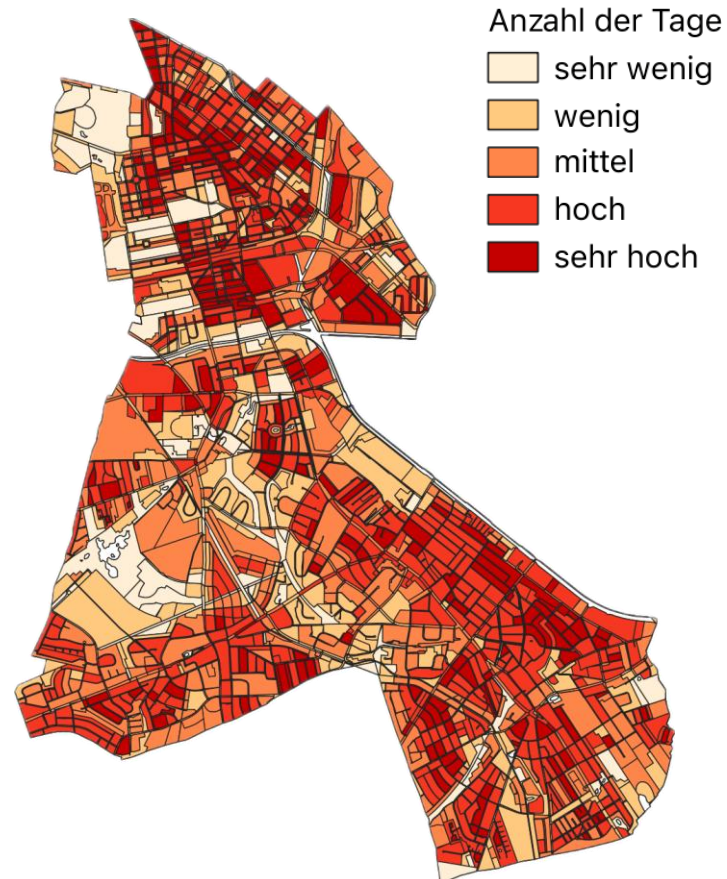 Anzahl der Tage
sehr wenig
wenig
mittel
hoch
sehr hoch